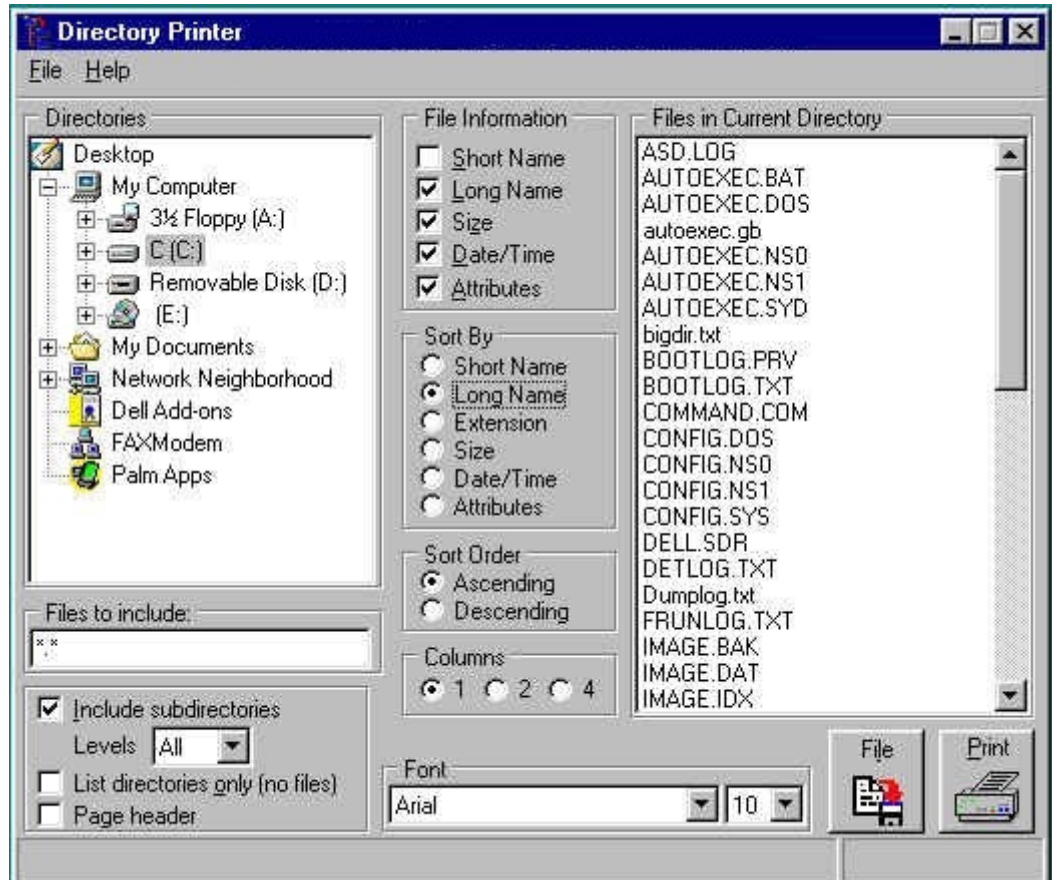 Directory Printer
File Help
Directories
Desktop
My Computer
3½ Floppy (A:)
C (C:)
Removable Disk (D:)
(E:)
My Documents
Network Neighborhood
Dell Add-ons
FAXModem
Palm Apps
Files to include:
*.*
Include subdirectories
Levels All
List directories only (no files)
Page header
File Information
Short Name
Long Name
Size
Date/Time
Attributes
Sort By
Short Name
Long Name
Extension
Size
Date/Time
Attributes
Sort Order
Ascending
Descending
Columns
1 2 4
Font
Arial 10
Files in Current Directory
ASD.LOG
AUTOEXEC.BAT
AUTOEXEC.DOS
autoexec.gb
AUTOEXEC.NS0
AUTOEXEC.NS1
AUTOEXEC.SYD
bigdir.txt
BOOTLOG.PRV
BOOTLOG.TXT
COMMAND.COM
CONFIG.DOS
CONFIG.NS0
CONFIG.NS1
CONFIG.SYS
DELL.SDR
DETLOG.TXT
Dumplog.txt
FRUNLOG.TXT
IMAGE.BAK
IMAGE.DAT
IMAGE.IDX
File
Print